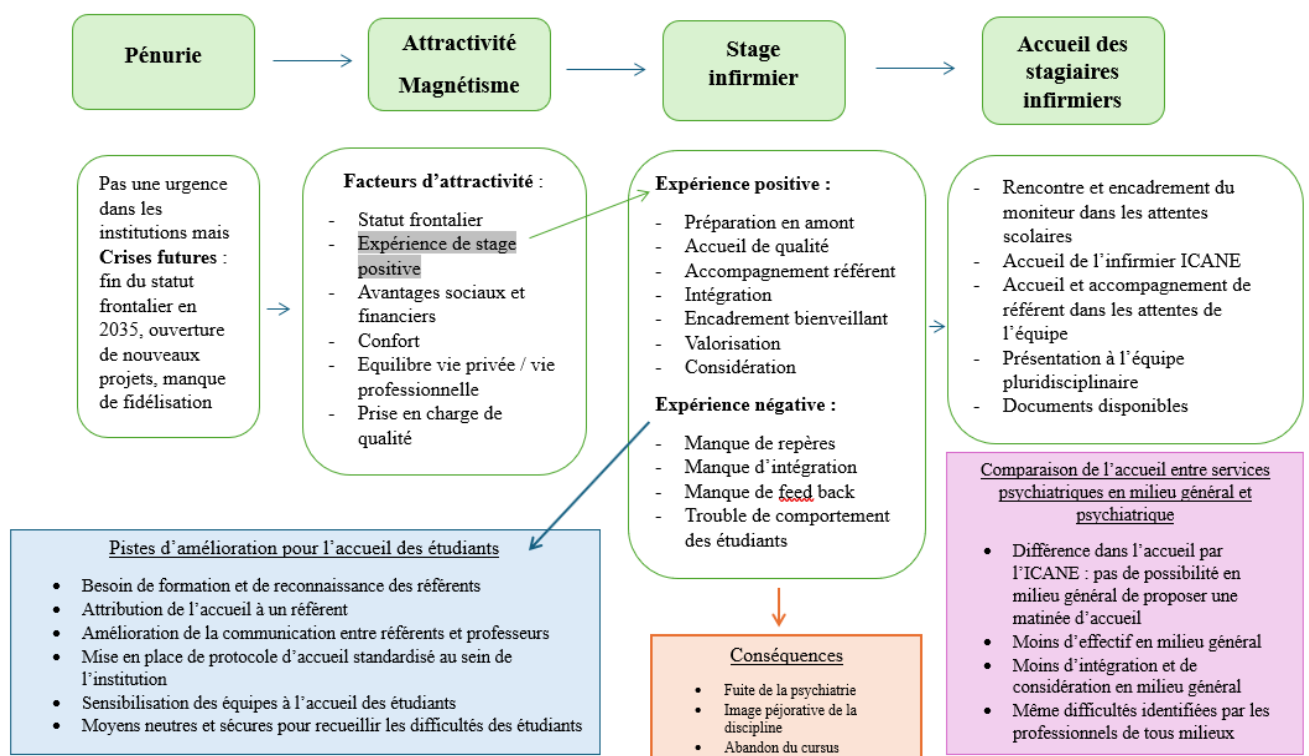 Pénurie
Attractivité
Magnétisme
Stage
infirmier
Accueil des
stagiaires
infirmiers
Pas une urgence
dans les
institutions mais
Crises futures :
fin du statut
frontalier en
2035, ouverture
de nouveaux
projets, manque
de fidélisation
Facteurs d'attractivité :
- Statut frontalier
- Expérience de stage
positive
- Avantages sociaux et
financiers
- Confort
- Equilibre vie privée / vie
professionnelle
- Prise en charge de
qualité
Expérience positive :
- Préparation en amont
- Accueil de qualité
- Accompagnement référent
- Intégration
- Encadrement bienveillant
- Valorisation
- Considération
Expérience négative :
- Manque de repères
- Manque d'intégration
- Manque de feed back
- Trouble de comportement
des étudiants
- Rencontre et encadrement du
moniteur dans les attentes
scolaires
- Accueil de l'infirmier ICANE
- Accueil et accompagnement de
référent dans les attentes de
l'équipe
- Présentation à l'équipe
pluridisciplinaire
- Documents disponibles
Pistes d'amélioration pour l'accueil des étudiants
• Besoin de formation et de reconnaissance des référents
• Attribution de l'accueil à un référent
• Amélioration de la communication entre référents et professeurs
• Mise en place de protocole d'accueil standardisé au sein de
l'institution
• Sensibilisation des équipes à l'accueil des étudiants
• Moyens neutres et sécures pour recueillir les difficultés des étudiants
Conséquences
• Fuite de la psychiatrie
• Image péjorative de la
discipline
• Abandon du cursus
Comparaison de l'accueil entre services
psychiatriques en milieu général et
psychiatrique
• Différence dans l'accueil par
l'ICANE : pas de possibilité en
milieu général de proposer une
matinée d'accueil
• Moins d'effectif en milieu général
• Moins d'intégration et de
considération en milieu général
• Même difficultés identifiées par les
professionnels de tous milieux